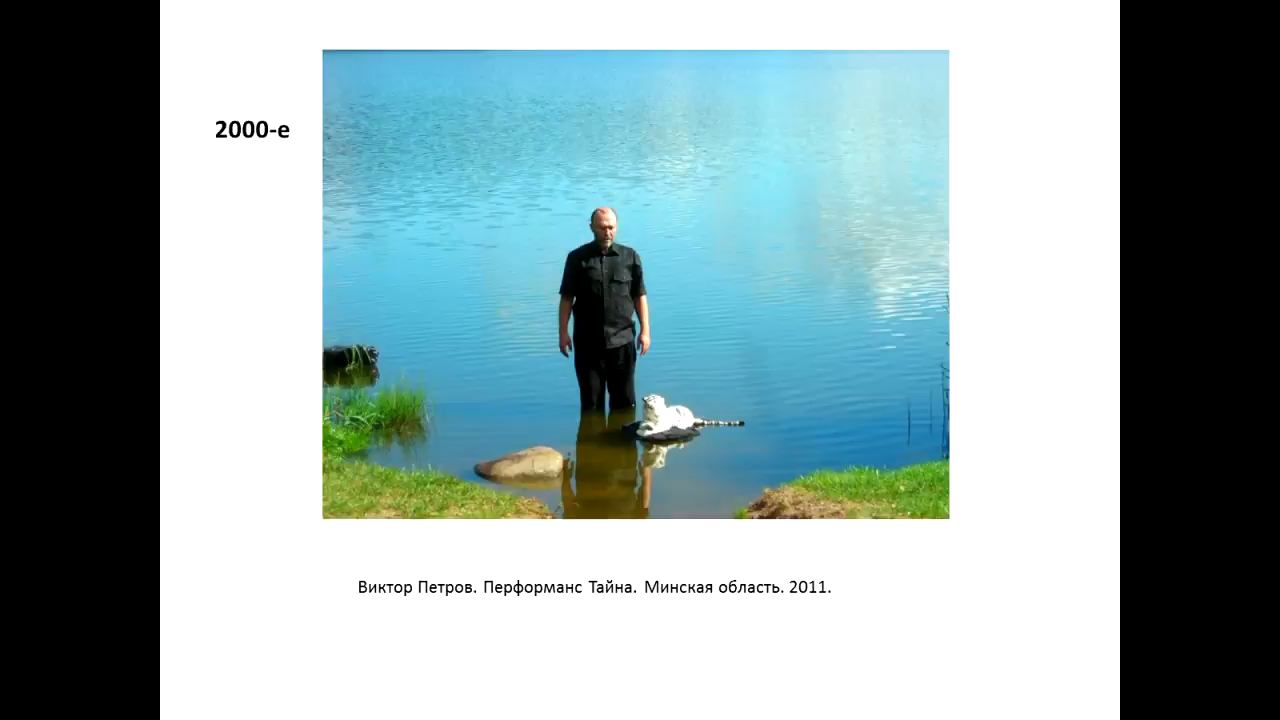 2000-е
Виктор Петров. Перформанс Тайна. Минская область. 2011.